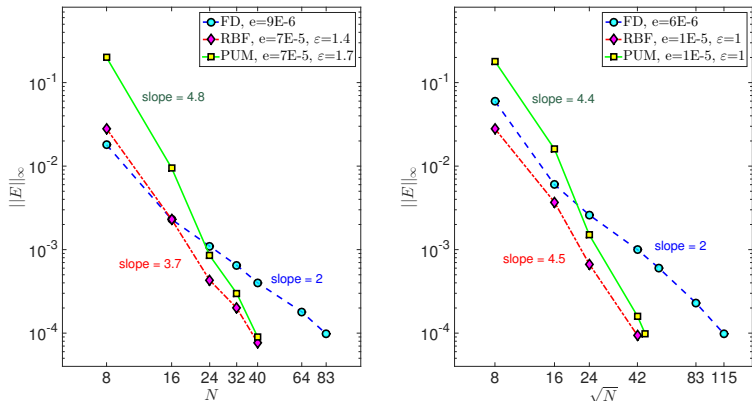 FD, e=9E-6
RBF, e=7E-5, ε=1.4
PUM, e=7E-5, ε=1.7
10^-1
10^-2
10^-3
10^-4
||E||∞
slope = 4.8
slope = 3.7
slope = 2
8 16 24 32 40 64 83
N
FD, e=6E-6
RBF, e=1E-5, ε=1
PUM, e=1E-5, ε=1
10^-1
10^-2
10^-3
10^-4
||E||∞
slope = 4.4
slope = 4.5
slope = 2
8 16 24 42 83 115
√N